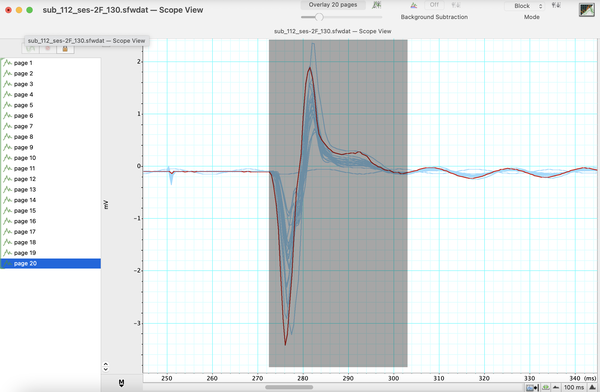 sub_112_ses-2F_130.sfwdat — Scope View
Overlay 20 pages
Off
Block
Background Subtraction
Mode
sub_112_ses-2F_130.sfwdat — Scope View
sub_112_ses-2F_130.sfwdat — Scope View
page 1
page 2
page 3
page 4
page 5
page 6
page 7
page 8
page 9
page 10
page 11
page 12
page 13
page 14
page 15
page 16
page 17
page 18
page 19
page 20
mV
2
1
0
-1
-2
-3
250
260
270
280
290
300
310
320
330
340
(ms)
100 ms